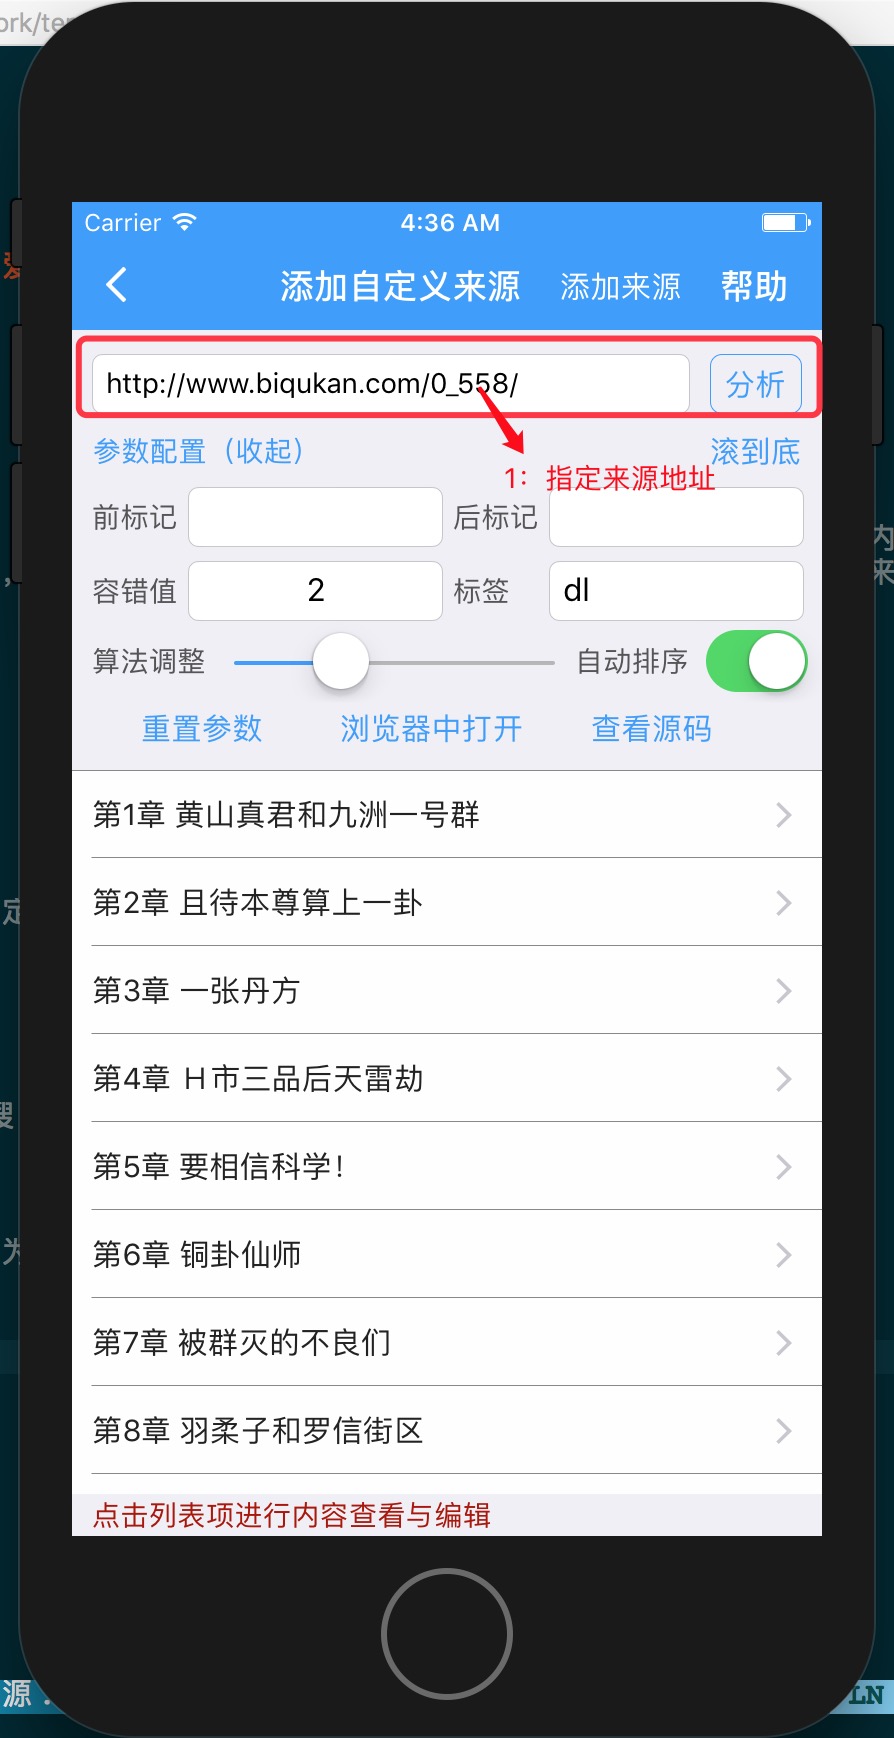 ork/te
Carrier 4:36 AM
添加自定义来源 添加来源 帮助
http://www.biqukan.com/0_558/ 分析
参数配置（收起） 滚到底
1：指定来源地址
前标记 后标记
容错值 2 标签 dl
算法调整 自动排序
重置参数 浏览器中打开 查看源码
第1章 黄山真君和九洲一号群
第2章 且待本尊算上一卦
第3章 一张丹方
第4章 Ｈ市三品后天雷劫
第5章 要相信科学！
第6章 铜卦仙师
第7章 被群灭的不良们
第8章 羽柔子和罗信街区
点击列表项进行内容查看与编辑
内
来
源
LN